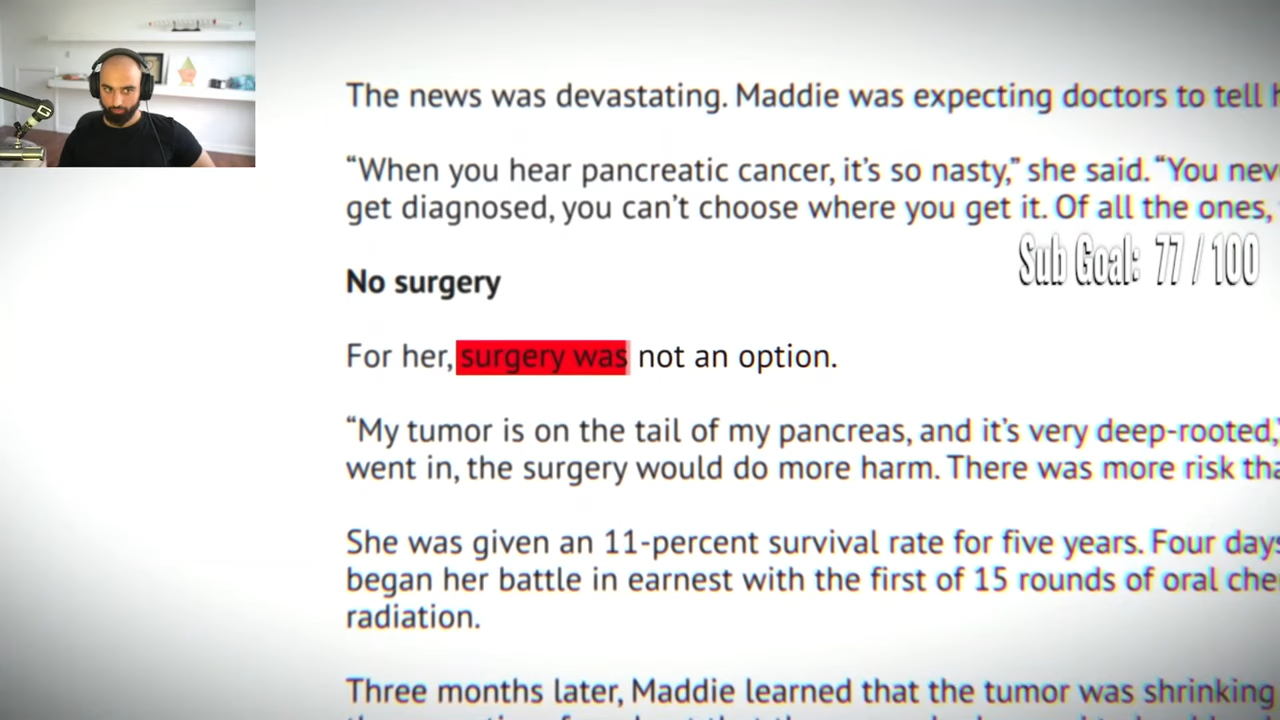 The news was devastating. Maddie was expecting doctors to tell
“When you hear pancreatic cancer, it’s so nasty,” she said. “You
get diagnosed, you can’t choose where you get it. Of all the ones,
Sub Goal: 77 / 100
No surgery
For her, surgery was not an option.
“My tumor is on the tail of my pancreas, and it’s very deep-rooted,
went in, the surgery would do more harm. There was more risk
She was given an 11-percent survival rate for five years. Four days
began her battle in earnest with the first of 15 rounds of oral
radiation.
Three months later, Maddie learned that the tumor was shrinking